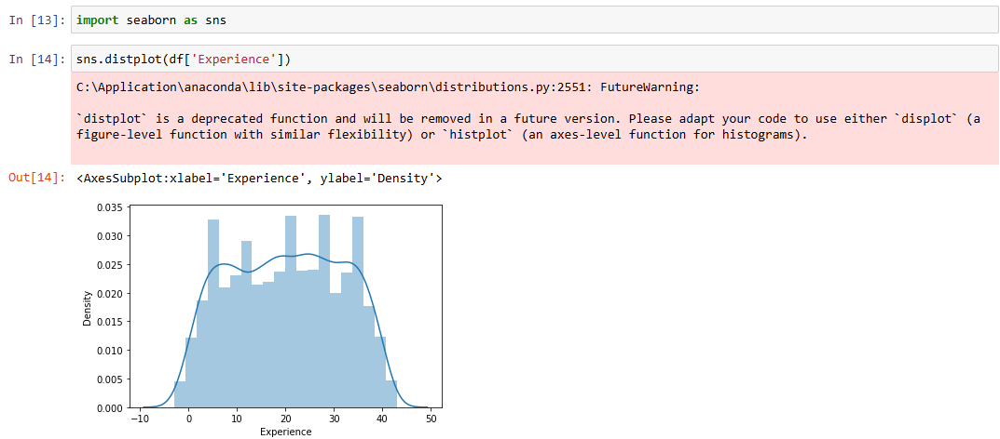 In [13]: import seaborn as sns
In [14]: sns.distplot(df['Experience'])
C:\Application\anaconda\lib\site-packages\seaborn\distributions.py:2551: FutureWarning:
`distplot` is a deprecated function and will be removed in a future version. Please adapt your code to use either `displot` (a
figure-level function with similar flexibility) or `histplot` (an axes-level function for histograms).
Out[14]: <AxesSubplot:xlabel='Experience', ylabel='Density'>
0.035
0.030
0.025
0.020
0.015
0.010
0.005
0.000
Density
−10 0 10 20 30 40 50
Experience